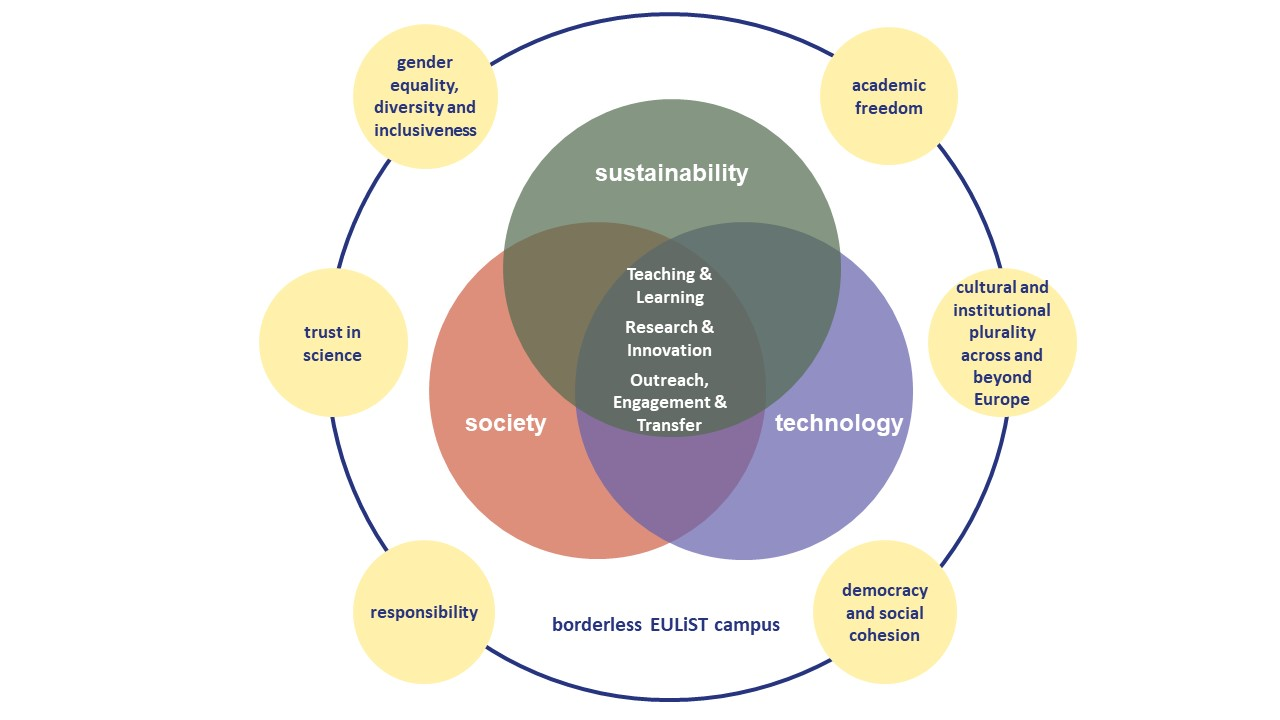 gender
equality,
diversity and
inclusiveness
academic
freedom
sustainability
Teaching &
Learning
Research &
Innovation
Outreach,
Engagement &
Transfer
society
technology
trust in
science
cultural and
institutional
plurality
across and
beyond
Europe
responsibility
borderless EULiST campus
democracy
and social
cohesion